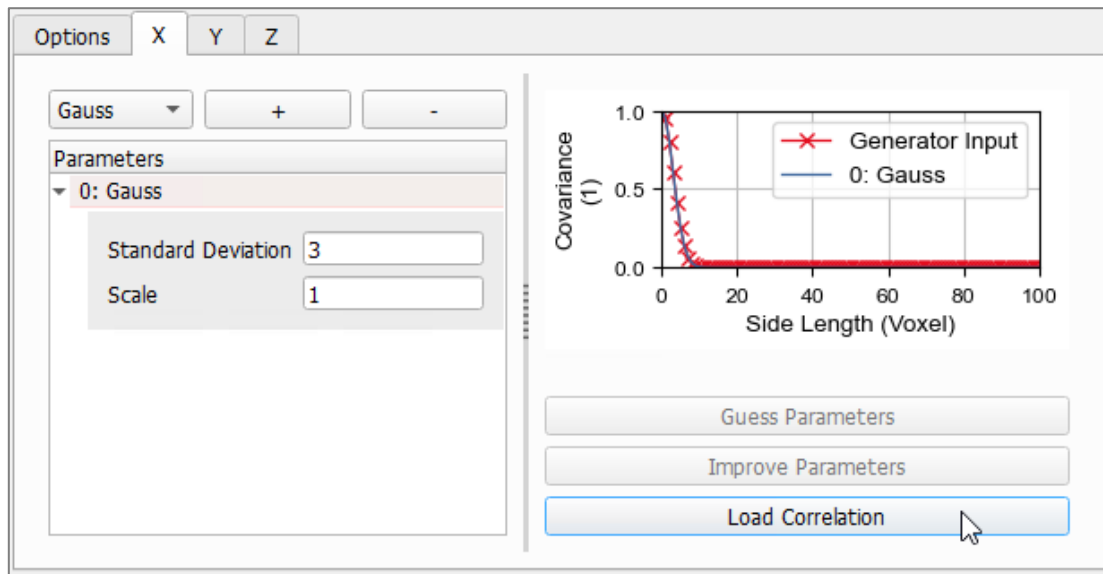 Options X Y Z
Gauss + -
Parameters
0: Gauss
Standard Deviation 3
Scale 1
Covariance
(1)
1.0
0.5
0.0
Generator Input
0: Gauss
0 20 40 60 80 100
Side Length (Voxel)
Guess Parameters
Improve Parameters
Load Correlation